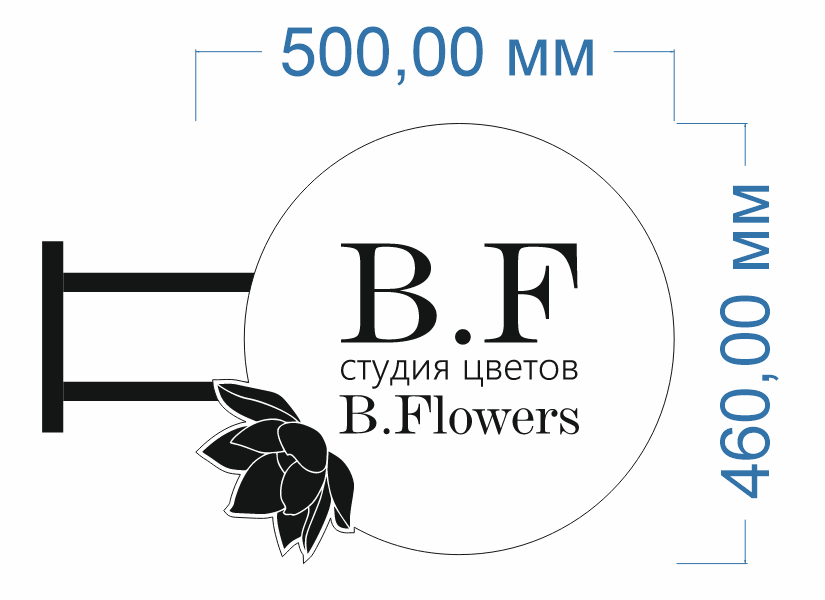 500,00 мм
B.F
студия цветов
B.Flowers
460,00 мм